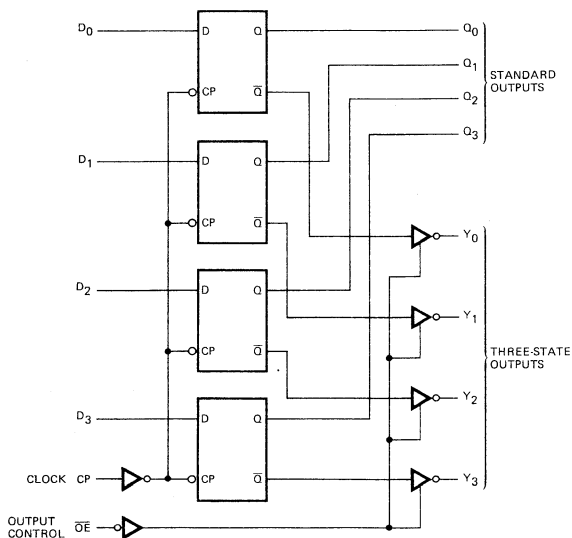 D0 D Q Q0
Q1
STANDARD
OUTPUTS
CP Q̅ Q2
Q3
D1 D Q
CP Q̅ Y0
D2 D Q Y1
THREE-STATE
OUTPUTS
CP Q̅ Y2
D3 D Q
CLOCK CP CP Q̅ Y3
OUTPUT
CONTROL O̅E̅